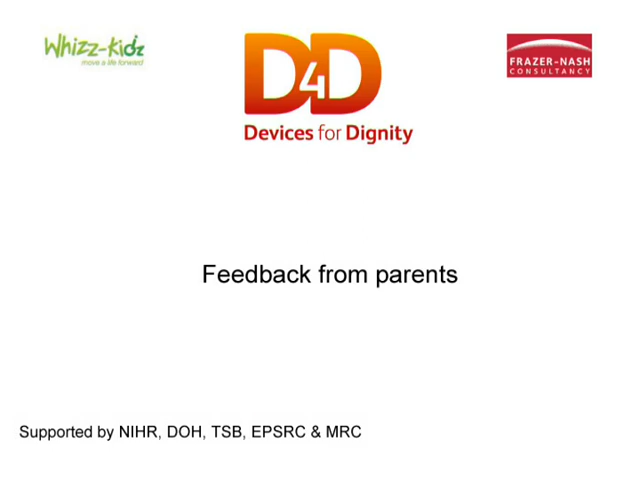 Whizz-kidz
move a life forward
D4D
Devices for Dignity
FRAZER-NASH
CONSULTANCY
Feedback from parents
Supported by NIHR, DOH, TSB, EPSRC & MRC